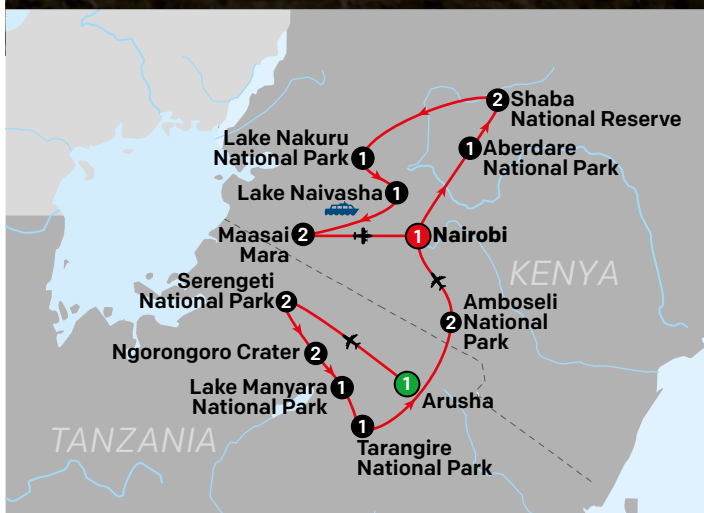 2 Shaba
National Reserve
Lake Nakuru
National Park 1
1 Aberdare
National Park
Lake Naivasha 1
Maasai 2
Mara
1 Nairobi
KENYA
Serengeti
National Park 2
2 Amboseli
National
Park
Ngorongoro Crater 2
Lake Manyara 1
National Park
1
Arusha
TANZANIA
1
Tarangire
National Park